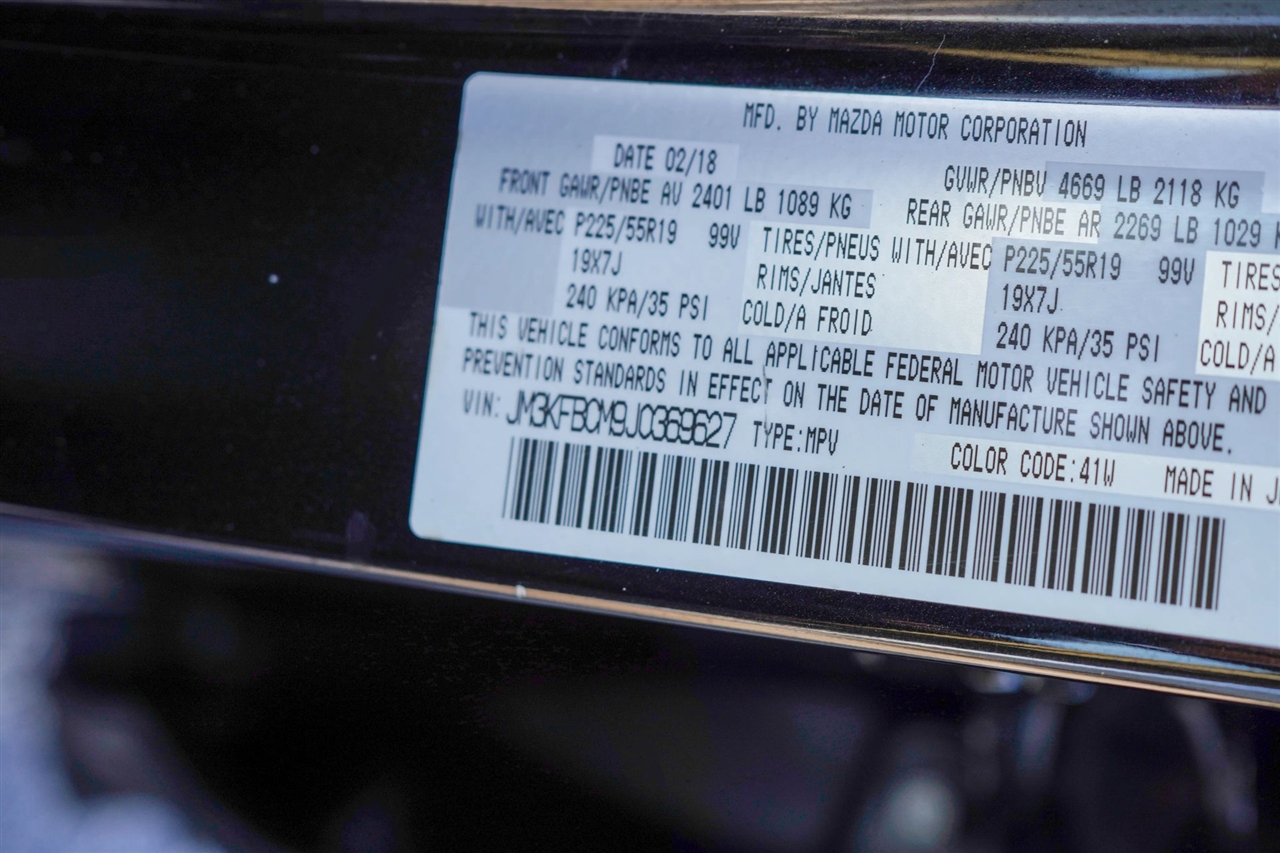 MFD. BY MAZDA MOTOR CORPORATION
DATE 02/18 GVWR/PNBV 4669 LB 2118 KG
FRONT GAWR/PNBE AV 2401 LB 1089 KG REAR GAWR/PNBE AR 2269 LB 1029
WITH/AVEC P225/55R19 99V TIRES/PNEUS WITH/AVEC P225/55R19 99V TIRES
19X7J RIMS/JANTES 19X7J RIMS/
240 KPA/35 PSI COLD/A FROID 240 KPA/35 PSI COLD/A
THIS VEHICLE CONFORMS TO ALL APPLICABLE FEDERAL MOTOR VEHICLE SAFETY AND
PREVENTION STANDARDS IN EFFECT ON THE DATE OF MANUFACTURE SHOWN ABOVE.
VIN: JM3KFBCM9J0369627 TYPE:MPV COLOR CODE:41W MADE IN J